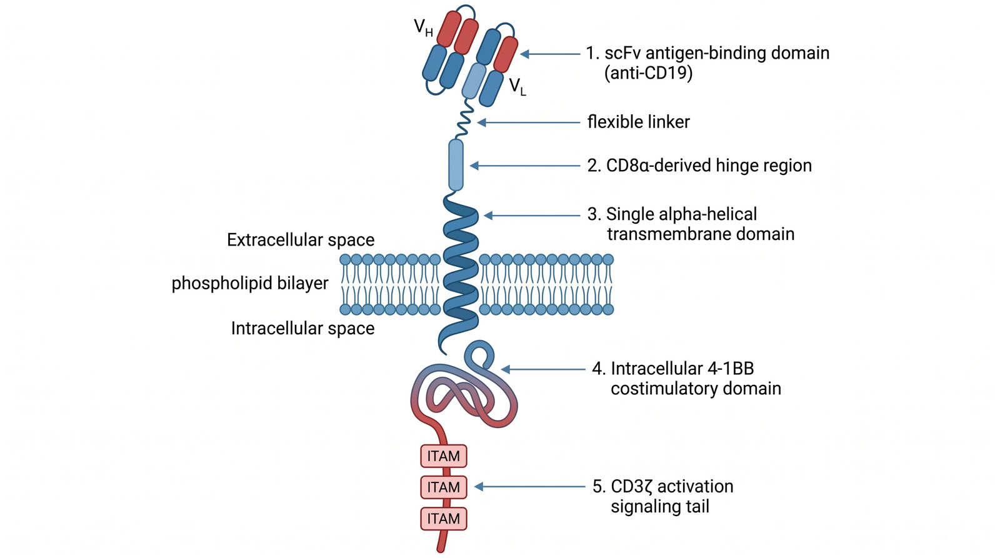 V_H
1. scFv antigen-binding domain
(anti-CD19)
V_L
flexible linker
2. CD8α-derived hinge region
3. Single alpha-helical
transmembrane domain
Extracellular space
phospholipid bilayer
Intracellular space
4. Intracellular 4-1BB
costimulatory domain
ITAM
ITAM
ITAM
5. CD3ζ activation
signaling tail